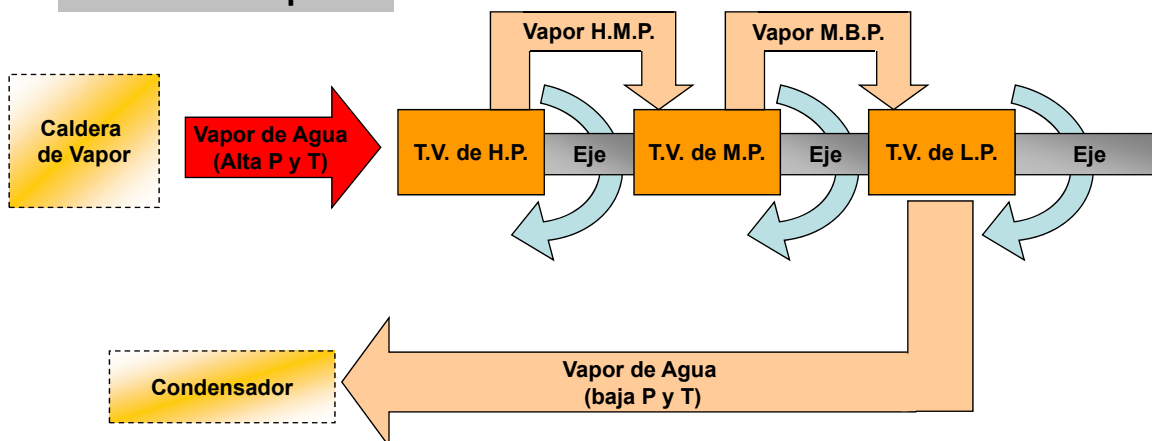 Vapor H.M.P.
Vapor M.B.P.
Caldera
de Vapor
Vapor de Agua
(Alta P y T)
T.V. de H.P.
Eje
T.V. de M.P.
Eje
T.V. de L.P.
Eje
Condensador
Vapor de Agua
(baja P y T)